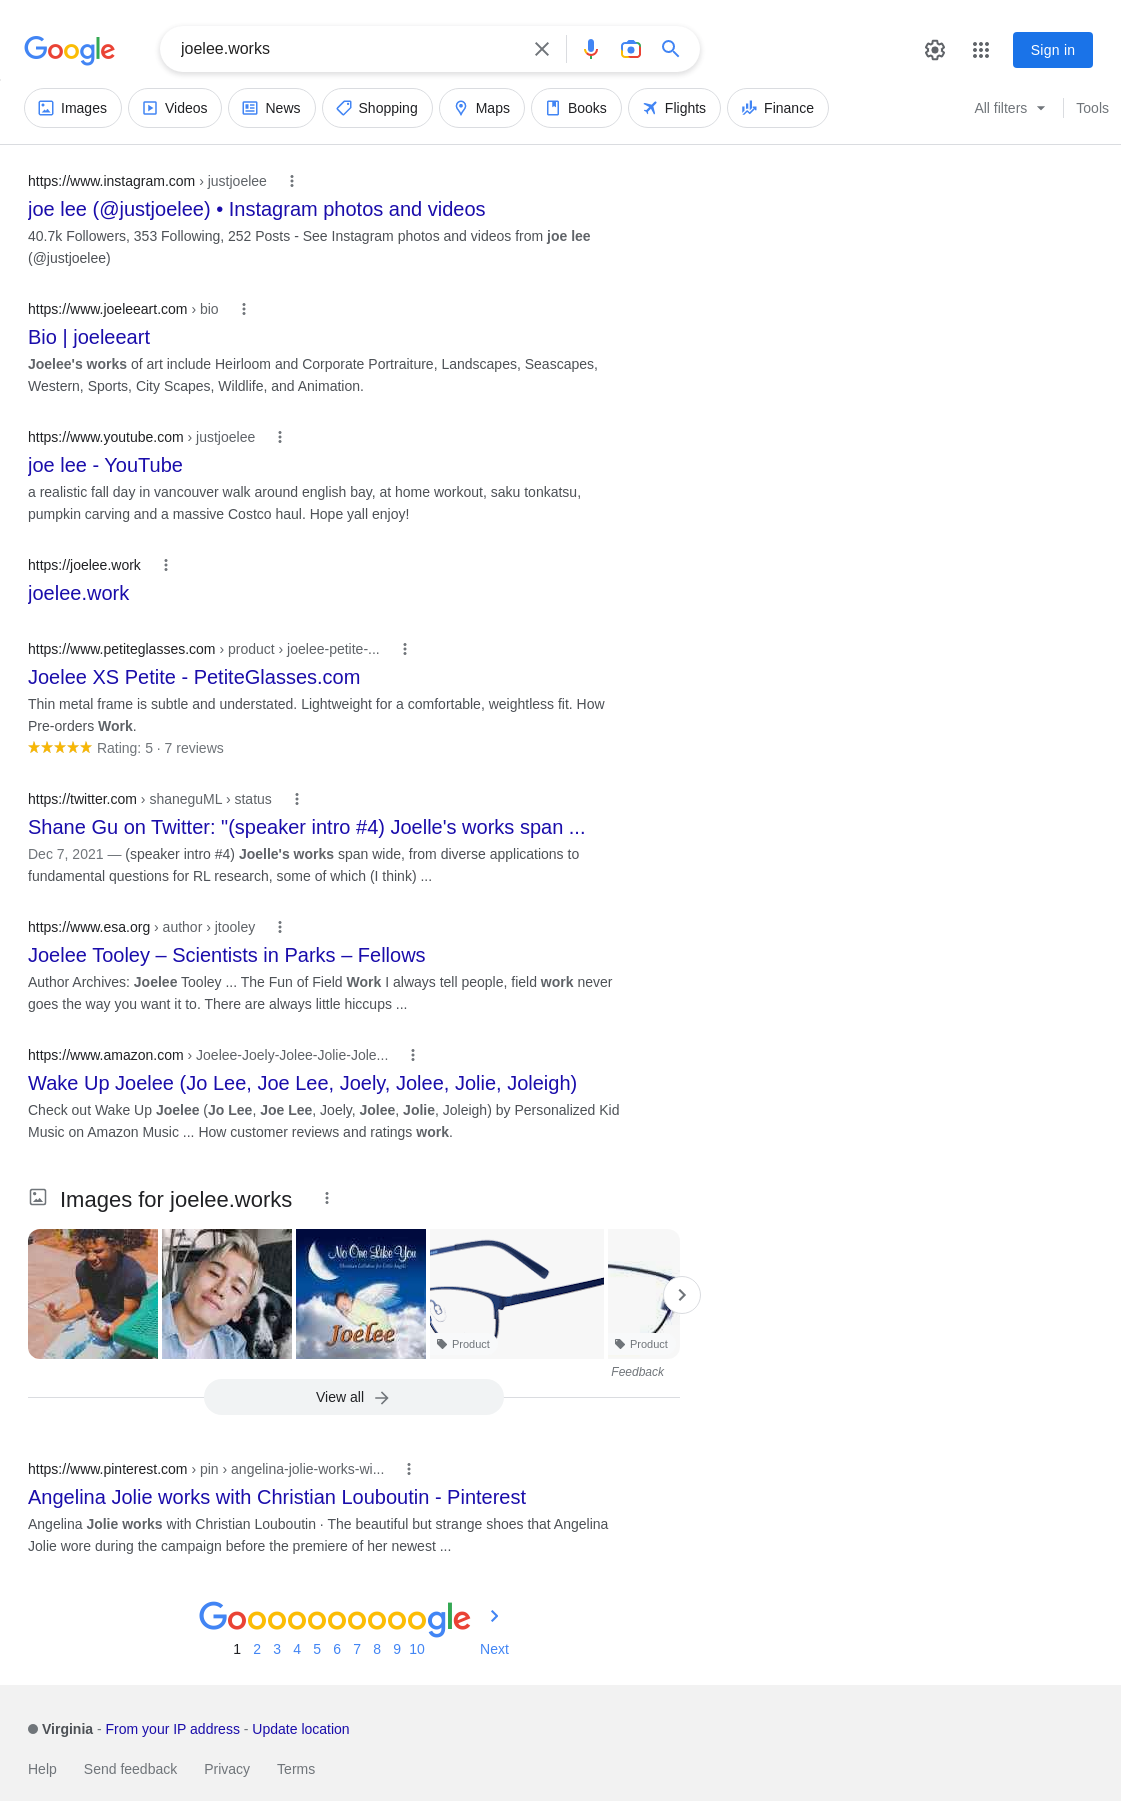 Google
joelee.works
Sign in
Images
Videos
News
Shopping
Maps
Books
Flights
Finance
All filters
Tools
https://www.instagram.com › justjoelee
joe lee (@justjoelee) • Instagram photos and videos
40.7k Followers, 353 Following, 252 Posts - See Instagram photos and videos from joe lee
(@justjoelee)
https://www.joeleeart.com › bio
Bio | joeleeart
Joelee's works of art include Heirloom and Corporate Portraiture, Landscapes, Seascapes,
Western, Sports, City Scapes, Wildlife, and Animation.
https://www.youtube.com › justjoelee
joe lee - YouTube
a realistic fall day in vancouver walk around english bay, at home workout, saku tonkatsu,
pumpkin carving and a massive Costco haul. Hope yall enjoy!
https://joelee.work
joelee.work
https://www.petiteglasses.com › product › joelee-petite-...
Joelee XS Petite - PetiteGlasses.com
Thin metal frame is subtle and understated. Lightweight for a comfortable, weightless fit. How
Pre-orders Work.
Rating: 5 · 7 reviews
https://twitter.com › shaneguML › status
Shane Gu on Twitter: "(speaker intro #4) Joelle's works span ...
Dec 7, 2021 — (speaker intro #4) Joelle's works span wide, from diverse applications to
fundamental questions for RL research, some of which (I think) ...
https://www.esa.org › author › jtooley
Joelee Tooley – Scientists in Parks – Fellows
Author Archives: Joelee Tooley ... The Fun of Field Work I always tell people, field work never
goes the way you want it to. There are always little hiccups ...
https://www.amazon.com › Joelee-Joely-Jolee-Jolie-Jole...
Wake Up Joelee (Jo Lee, Joe Lee, Joely, Jolee, Jolie, Joleigh)
Check out Wake Up Joelee (Jo Lee, Joe Lee, Joely, Jolee, Jolie, Joleigh) by Personalized Kid
Music on Amazon Music ... How customer reviews and ratings work.
Images for joelee.works
No One Like You
Christian Lullabies for Little Angels
Joelee
Product
Product
Feedback
View all
https://www.pinterest.com › pin › angelina-jolie-works-wi...
Angelina Jolie works with Christian Louboutin - Pinterest
Angelina Jolie works with Christian Louboutin · The beautiful but strange shoes that Angelina
Jolie wore during the campaign before the premiere of her newest ...
Goooooooooogle
1 2 3 4 5 6 7 8 9 10 Next
Virginia - From your IP address - Update location
Help Send feedback Privacy Terms